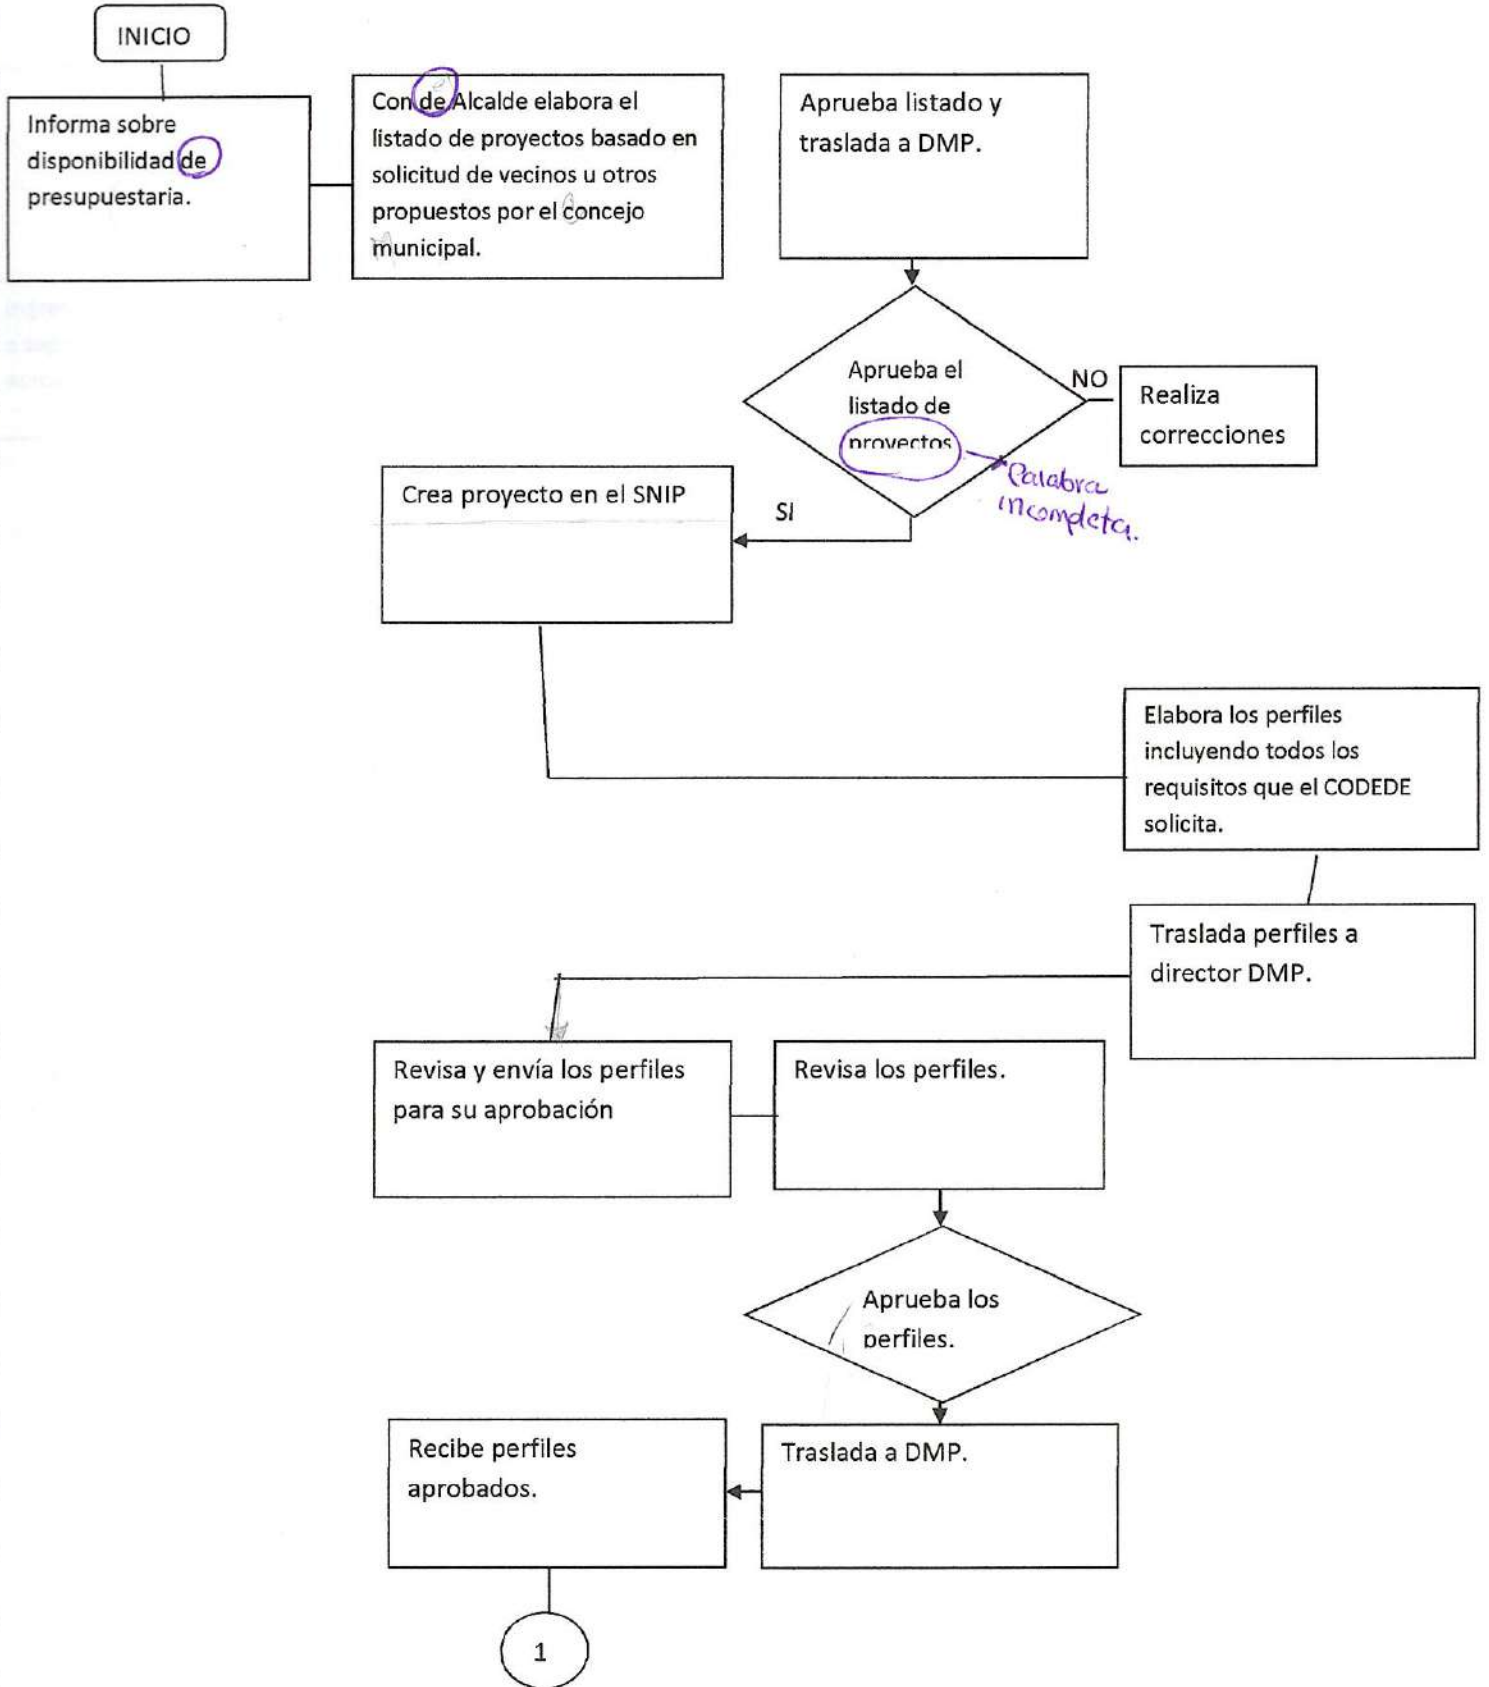 INICIO
Informa sobre
disponibilidad de
presupuestaria.
Con de Alcalde elabora el
listado de proyectos basado en
solicitud de vecinos u otros
propuestos por el concejo
municipal.
Aprueba listado y
traslada a DMP.
Aprueba el
listado de
proyectos
NO
Realiza
correcciones
Palabra
incompleta.
SI
Crea proyecto en el SNIP
Elabora los perfiles
incluyendo todos los
requisitos que el CODEDE
solicita.
Traslada perfiles a
director DMP.
Revisa y envía los perfiles
para su aprobación
Revisa los perfiles.
Aprueba los
perfiles.
Recibe perfiles
aprobados.
Traslada a DMP.
1